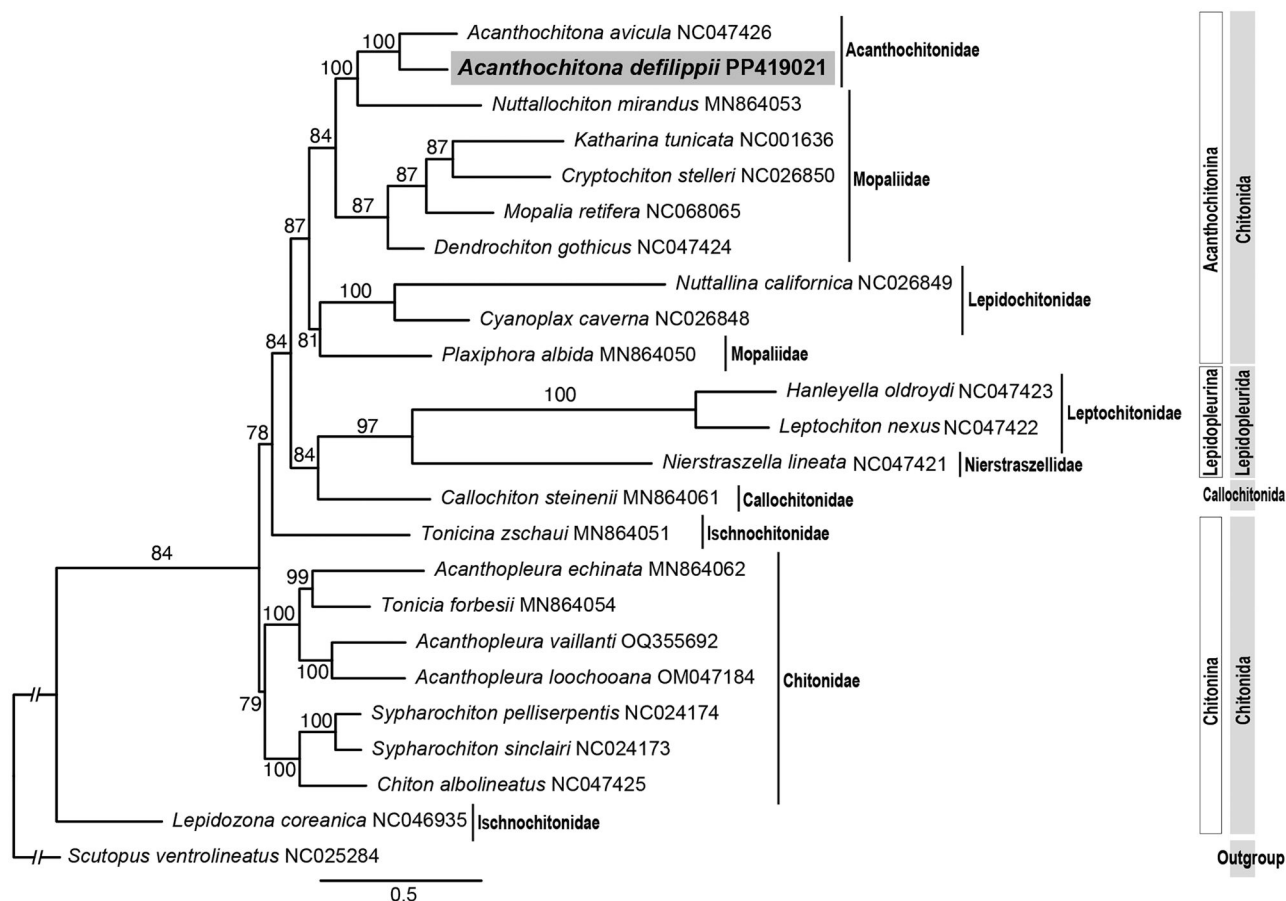 Acanthochitona avicula NC047426
Acanthochitona defilippii PP419021
Acanthochitonidae
Nuttallochiton mirandus MN864053
Katharina tunicata NC001636
Cryptochiton stelleri NC026850
Mopalia retifera NC068065
Dendrochiton gothicus NC047424
Mopaliidae
Nuttallina californica NC026849
Cyanoplax caverna NC026848
Lepidochitonidae
Plaxiphora albida MN864050
Mopaliidae
Hanleyella oldroydi NC047423
Leptochiton nexus NC047422
Leptochitonidae
Nierstraszella lineata NC047421
Nierstraszellidae
Callochiton steinenii MN864061
Callochitonidae
Tonicina zschaui MN864051
Ischnochitonidae
Acanthopleura echinata MN864062
Tonicia forbesii MN864054
Acanthopleura vaillanti OQ355692
Acanthopleura loochooana OM047184
Sypharochiton pelliserpentis NC024174
Sypharochiton sinclairi NC024173
Chiton albolineatus NC047425
Chitonidae
Lepidozona coreanica NC046935
Ischnochitonidae
Scutopus ventrolineatus NC025284
100
100
84
87
87
87
87
87
100
81
84
100
97
84
78
84
99
100
100
79
100
100
0.5
Acanthochitonina
Chitonida
Lepidopleurina
Lepidopleurida
Callochitonida
Chitonina
Chitonida
Outgroup